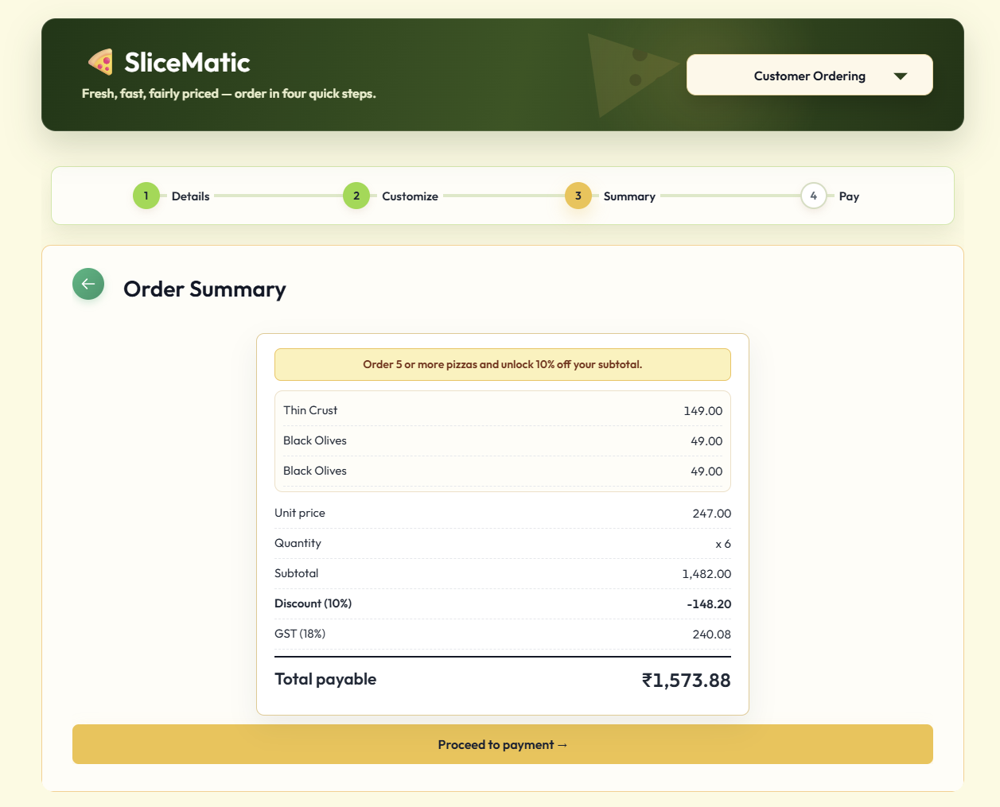 SliceMatic
Fresh, fast, fairly priced — order in four quick steps.
Customer Ordering
1 Details 2 Customize 3 Summary 4 Pay
Order Summary
Order 5 or more pizzas and unlock 10% off your subtotal.
Thin Crust 149.00
Black Olives 49.00
Black Olives 49.00
Unit price 247.00
Quantity x 6
Subtotal 1,482.00
Discount (10%) -148.20
GST (18%) 240.08
Total payable ₹1,573.88
Proceed to payment →